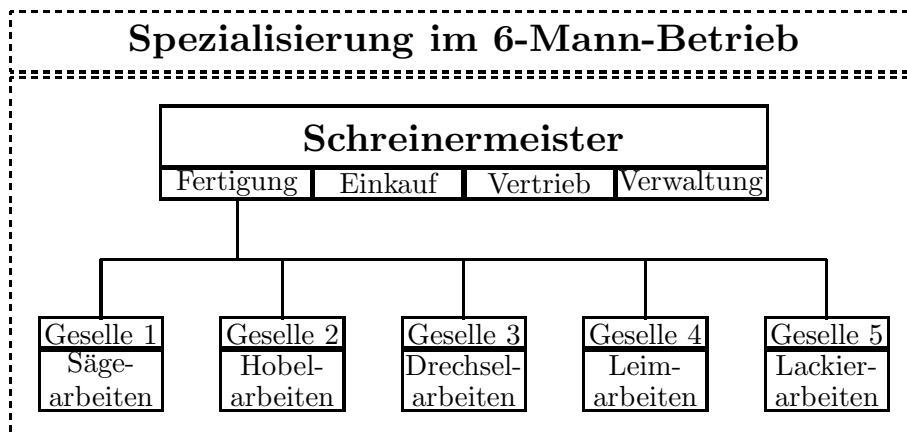 Spezialisierung im 6-Mann-Betrieb
Schreinermeister
Fertigung Einkauf Vertrieb Verwaltung
Geselle 1 Geselle 2 Geselle 3 Geselle 4 Geselle 5
Säge- Hobel- Drechsel- Leim- Lackier-
arbeiten arbeiten arbeiten arbeiten arbeiten